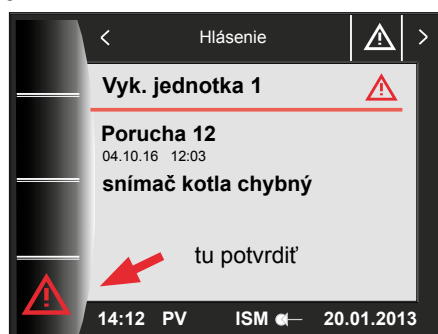 Hlásenie
Vyk. jednotka 1
Porucha 12
04.10.16 12:03
snímač kotla chybný
tu potvrdiť
14:12 PV ISM 20.01.2013